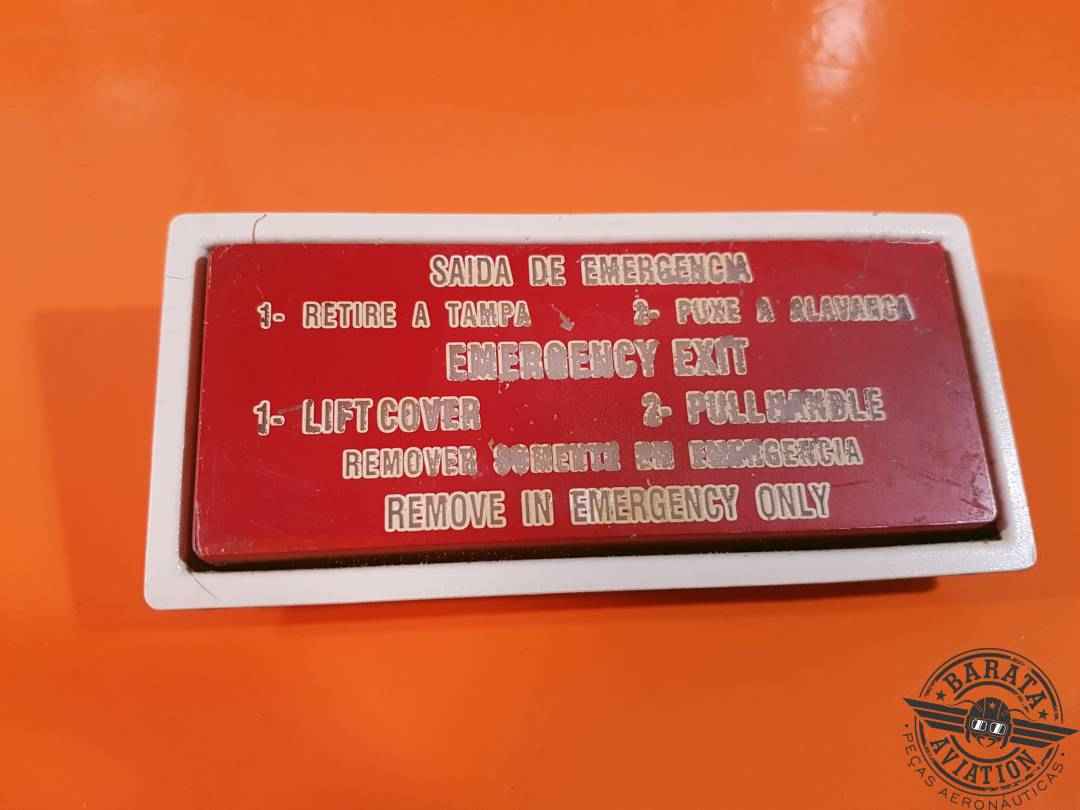 SAIDA DE EMERGENCIA
1- RETIRE A TAMPA 2- PUXE A ALAVANCA
EMERGENCY EXIT
1- LIFT COVER 2- PULL HANDLE
REMOVER SOMENTE EM EMERGENCIA
REMOVE IN EMERGENCY ONLY
BARATA
AVIATION
PEÇAS AERONÁUTICAS